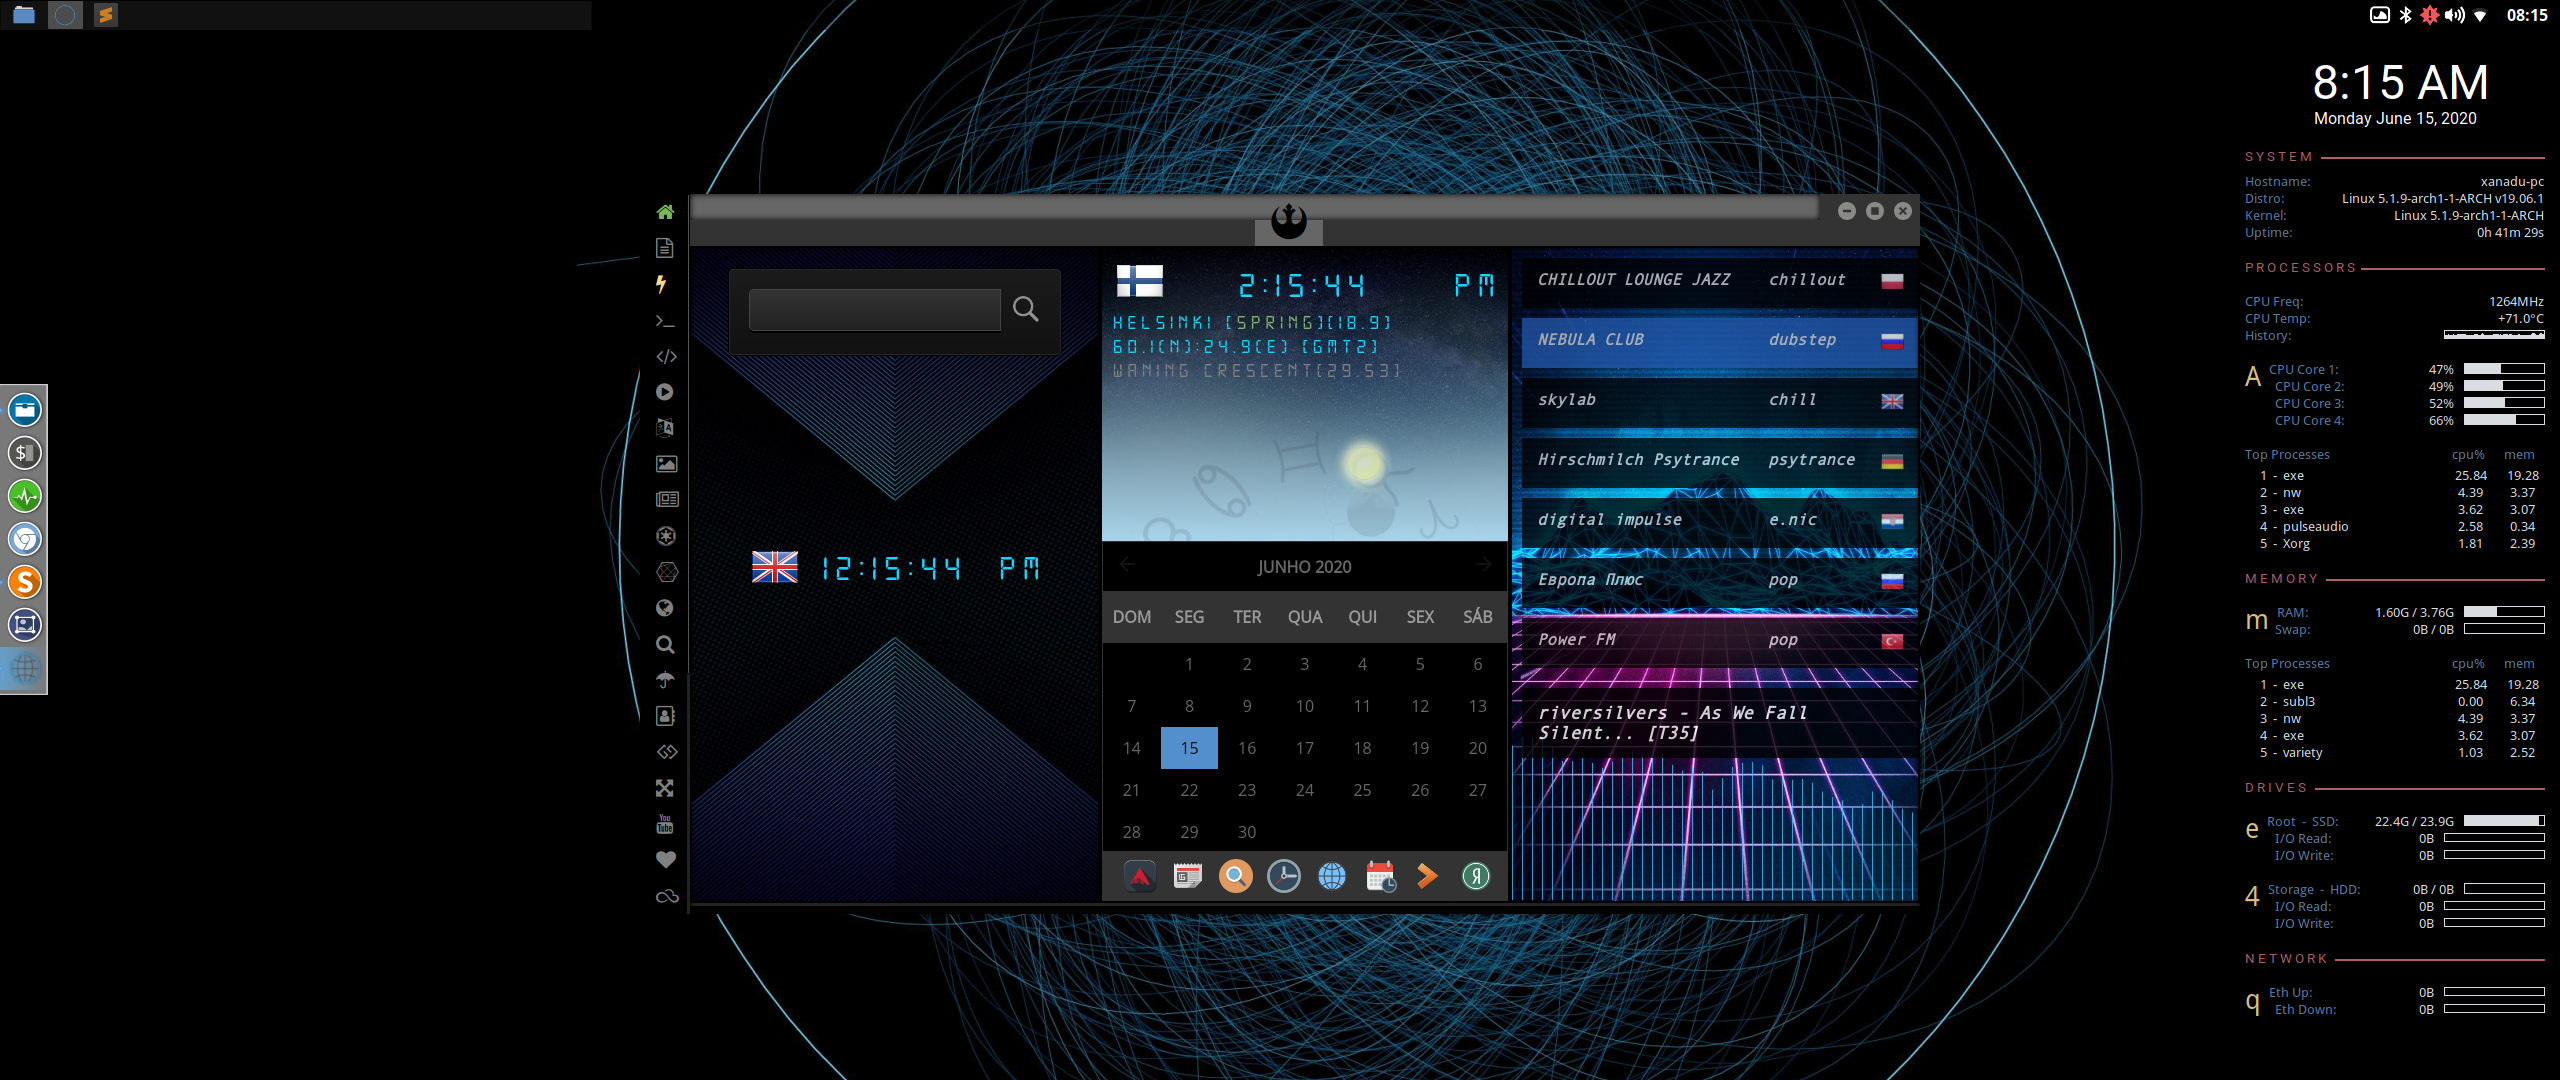 08:15
8:15 AM
Monday June 15, 2020
SYSTEM
Hostname: xanadu-pc
Distro: Linux 5.1.9-arch1-1-ARCH v19.06.1
Kernel: Linux 5.1.9-arch1-1-ARCH
Uptime: 0h 41m 29s
PROCESSORS
CPU Freq: 1264MHz
CPU Temp: +71.0°C
History:
A CPU Core 1: 47%
CPU Core 2: 49%
CPU Core 3: 52%
CPU Core 4: 66%
Top Processes cpu% mem
1 - exe 25.84 19.28
2 - nw 4.39 3.37
3 - exe 3.62 3.07
4 - pulseaudio 2.58 0.34
5 - Xorg 1.81 2.39
MEMORY
m RAM: 1.60G / 3.76G
Swap: 0B / 0B
Top Processes cpu% mem
1 - exe 25.84 19.28
2 - subl3 0.00 6.34
3 - nw 4.39 3.37
4 - exe 3.62 3.07
5 - variety 1.03 2.52
DRIVES
e Root - SSD: 22.4G / 23.9G
I/O Read: 0B
I/O Write: 0B
4 Storage - HDD: 0B / 0B
I/O Read: 0B
I/O Write: 0B
NETWORK
q Eth Up: 0B
Eth Down: 0B
You
Tube
12:15:44 PM
2:15:44 PM
HELSINKI [SPRING][18.9]
60.1(N):24.9(E) [GMT2]
WANING CRESCENT[29.53]
JUNHO 2020
DOM SEG TER QUA QUI SEX SÁB
1 2 3 4 5 6
7 8 9 10 11 12 13
14 15 16 17 18 19 20
21 22 23 24 25 26 27
28 29 30
CHILLOUT LOUNGE JAZZ chillout
NEBULA CLUB dubstep
skylab chill
Hirschmilch Psytrance psytrance
digital impulse e.nic
Европа Плюс pop
Power FM pop
riversilvers - As We Fall
Silent... [T35]